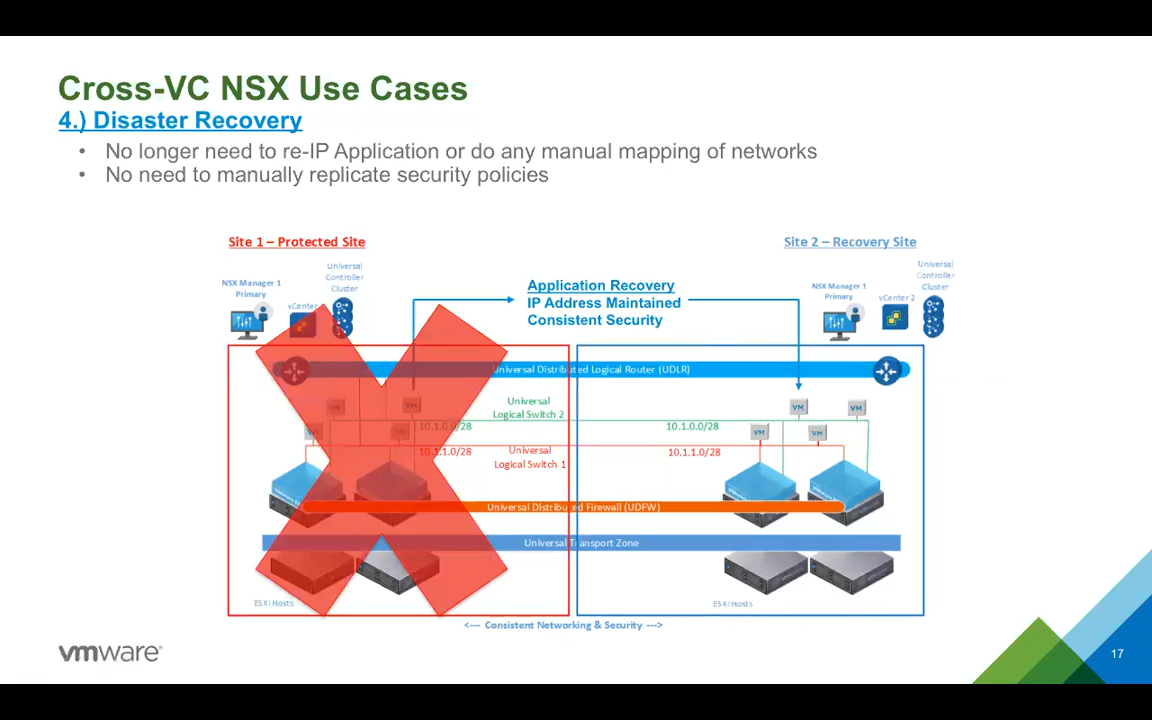 Cross-VC NSX Use Cases
4.) Disaster Recovery
• No longer need to re-IP Application or do any manual mapping of networks
• No need to manually replicate security policies
Site 1 – Protected Site
Site 2 – Recovery Site
NSX Manager 1
Primary
vCenter
Universal
Controller
Cluster
Application Recovery
IP Address Maintained
Consistent Security
NSX Manager 1
Primary
vCenter 2
Universal
Controller
Cluster
Universal Distributed Logical Router (UDLR)
VM
VM
VM
VM
Universal
Logical Switch 2
10.1.0.0/28
10.1.0.0/28
VM
VM
VM
VM
10.1.1.0/28
Universal
Logical Switch 1
10.1.1.0/28
Universal Distributed Firewall (UDFW)
Universal Transport Zone
ESXi Hosts
ESXi Hosts
<--- Consistent Networking & Security --->
vmware®
17